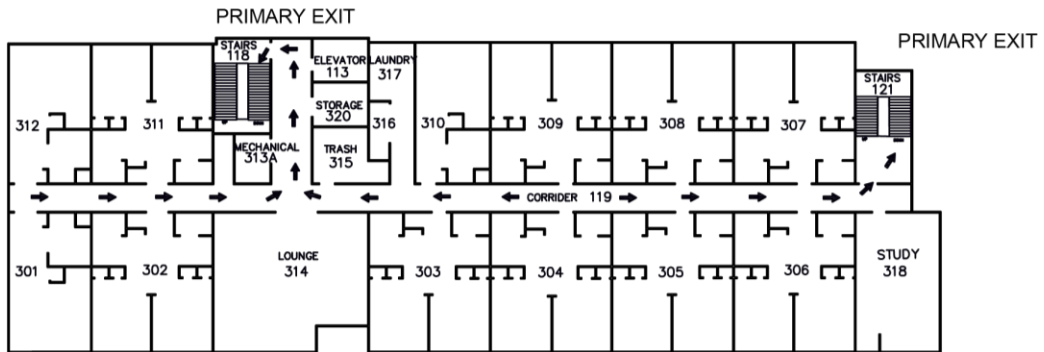 PRIMARY EXIT
PRIMARY EXIT
STAIRS
118
ELEVATOR
113
LAUNDRY
317
STAIRS
121
STORAGE
320
312
311
316
310
309
308
307
MECHANICAL
313A
TRASH
315
CORRIDER 119
301
302
LOUNGE
314
303
304
305
306
STUDY
318